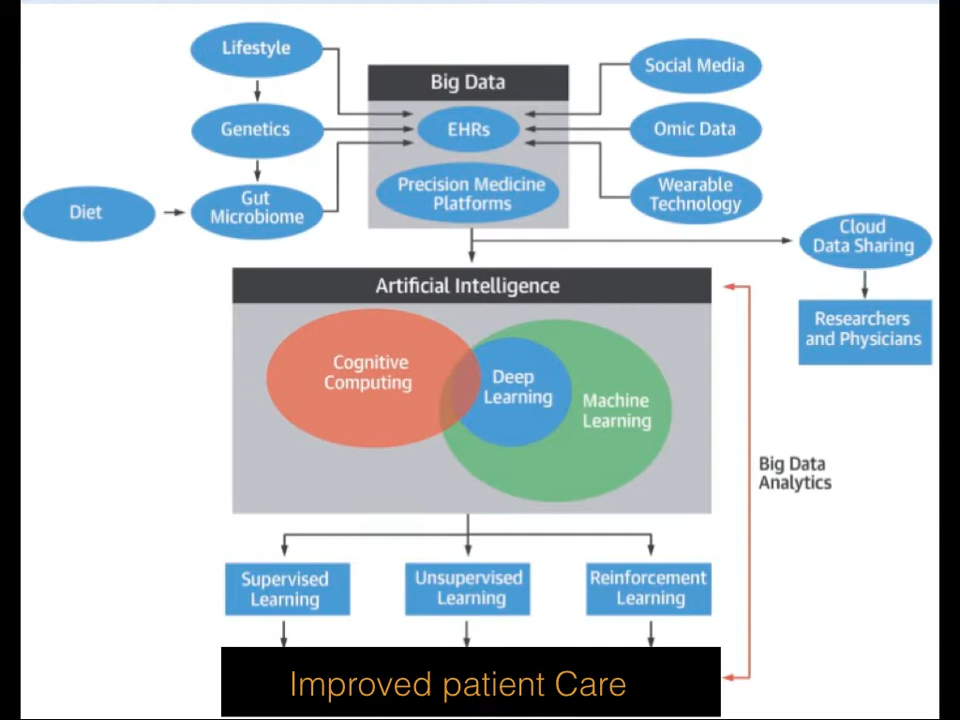 Lifestyle
Big Data
Social Media
Genetics
EHRs
Omic Data
Diet
Gut
Microbiome
Precision Medicine
Platforms
Wearable
Technology
Cloud
Data Sharing
Artificial Intelligence
Researchers
and Physicians
Cognitive
Computing
Deep
Learning
Machine
Learning
Big Data
Analytics
Supervised
Learning
Unsupervised
Learning
Reinforcement
Learning
Improved patient Care